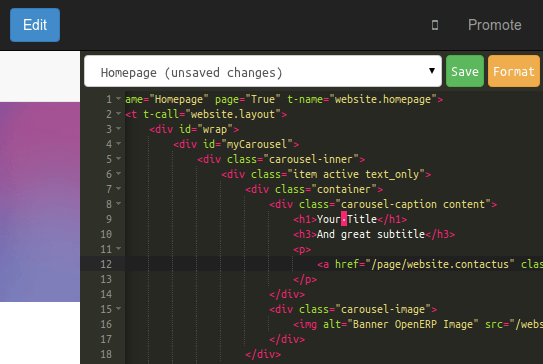 Edit Promote
Homepage (unsaved changes) Save Format
1 ame="Homepage" page="True" t-name="website.homepage">
2 <t t-call="website.layout">
3 <div id="wrap">
4 <div id="myCarousel">
5 <div class="carousel-inner">
6 <div class="item active text_only">
7 <div class="container">
8 <div class="carousel-caption content">
9 <h1>Your Title</h1>
10 <h3>And great subtitle</h3>
11 <p>
12 <a href="/page/website.contactus" clas
13 </p>
14 </div>
15 <div class="carousel-image">
16 <img alt="Banner OpenERP Image" src="/webs
17 </div>
18 </div>